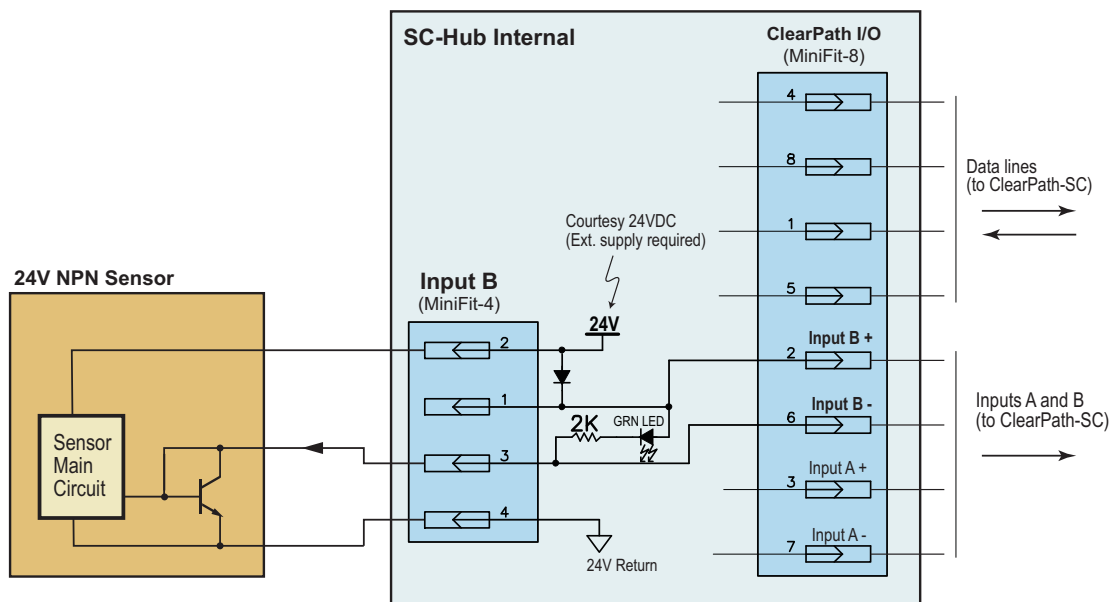 SC-Hub Internal
ClearPath I/O
(MiniFit-8)
4
8
1
5
Data lines
(to ClearPath-SC)
Courtesy 24VDC
(Ext. supply required)
24V NPN Sensor
Input B
(MiniFit-4)
24V
2
1
3
4
2K
GRN LED
24V Return
Sensor
Main
Circuit
Input B +
2
Input B -
6
Input A +
3
Input A -
7
Inputs A and B
(to ClearPath-SC)